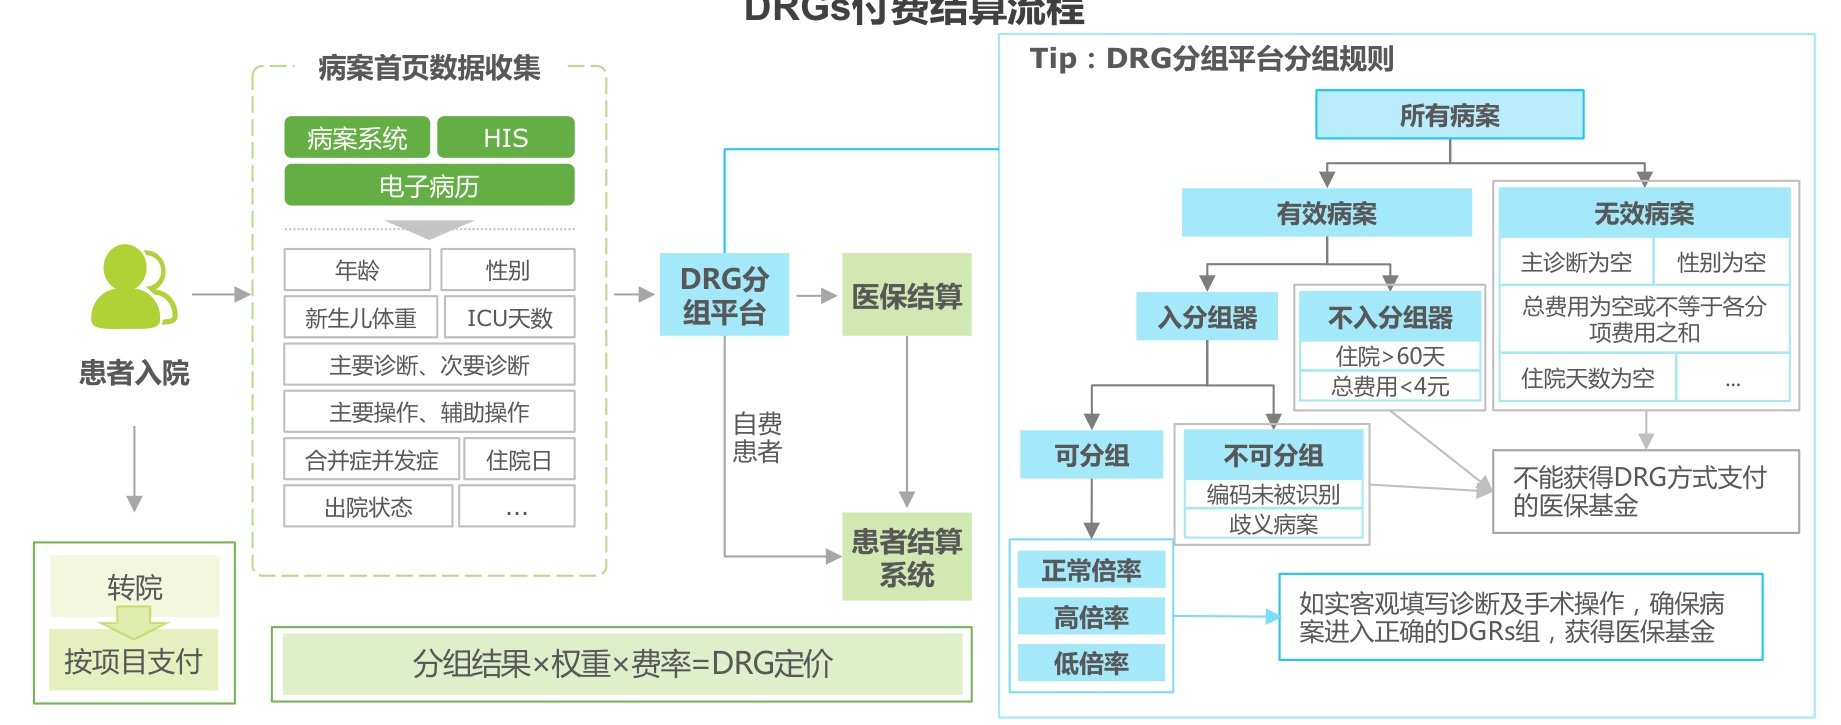 DRGs付费结算流程
病案首页数据收集
病案系统
HIS
电子病历
年龄
性别
新生儿体重
ICU天数
主要诊断、次要诊断
主要操作、辅助操作
合并症并发症
住院日
出院状态
...
患者入院
转院
按项目支付
DRG分
组平台
医保结算
自费
患者
患者结算
系统
分组结果×权重×费率=DRG定价
Tip：DRG分组平台分组规则
所有病案
有效病案
无效病案
主诊断为空
性别为空
总费用为空或不等于各分
项费用之和
住院天数为空
...
入分组器
不入分组器
住院>60天
总费用<4元
可分组
不可分组
编码未被识别
歧义病案
不能获得DRG方式支付
的医保基金
正常倍率
高倍率
低倍率
如实客观填写诊断及手术操作，确保病
案进入正确的DGRs组，获得医保基金